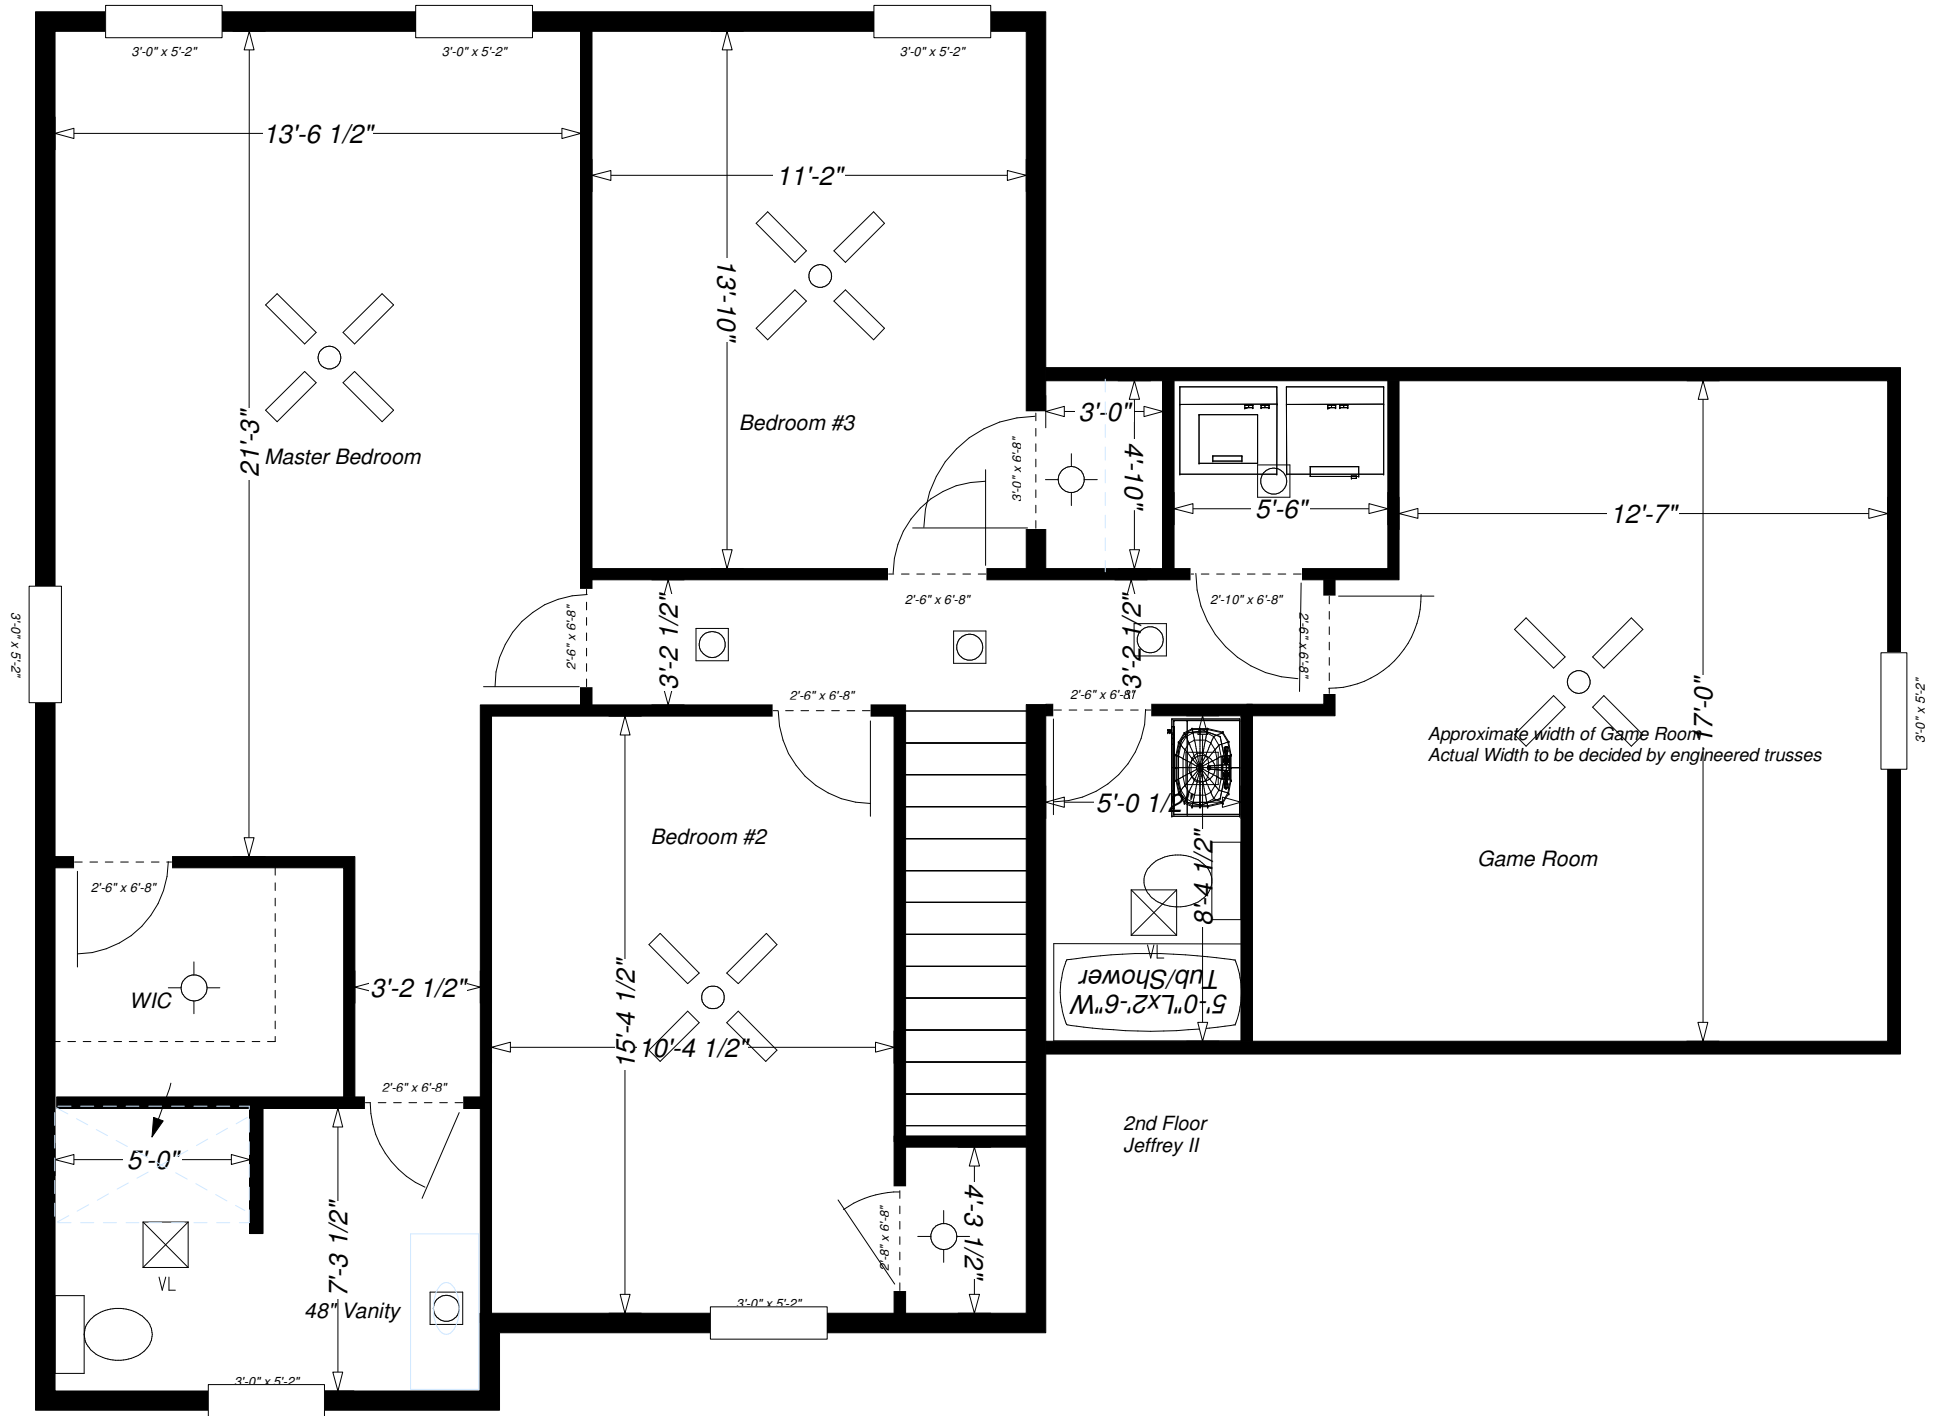 3'-0" x 5'-2"
3'-0" x 5'-2"
3'-0" x 5'-2"
13'-6 1/2"
11'-2"
13'-10"
21'-3"
Master Bedroom
Bedroom #3
3'-0" x 6'-8"
3'-0"
4'-10"
5'-6"
12'-7"
3'-0" x 5'-2"
2'-6" x 6'-8"
3'-2 1/2"
2'-6" x 6'-8"
3'-2 1/2"
2'-10" x 6'-8"
2'-6" x 6'-8"
2'-6" x 6'-8"
2'-6" x 6'-8"
17'-0"
3'-0" x 5'-2"
Approximate width of Game Room
Actual Width to be decided by engineered trusses
5'-0 1/2"
Bedroom #2
8'-4 1/2"
Game Room
2'-6" x 6'-8"
VL
Tub/Shower
5'-0"Lx2'-6"W
WIC
3'-2 1/2"
15'-4 1/2"
10'-4 1/2"
2'-6" x 6'-8"
2nd Floor
Jeffrey II
5'-0"
7'-3 1/2"
2'-8" x 6'-8"
4'-3 1/2"
VL
48" Vanity
3'-0" x 5'-2"
3'-0" x 5'-2"